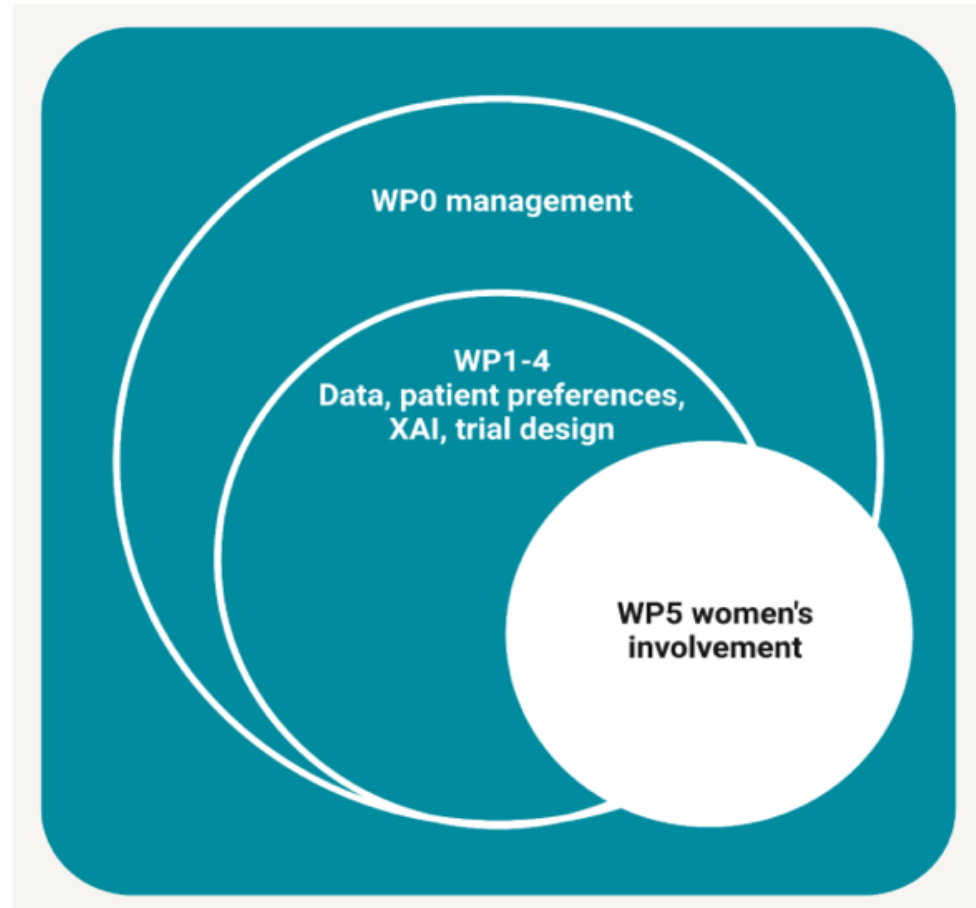 WP0 management
WP1-4
Data, patient preferences,
XAI, trial design
WP5 women's
involvement